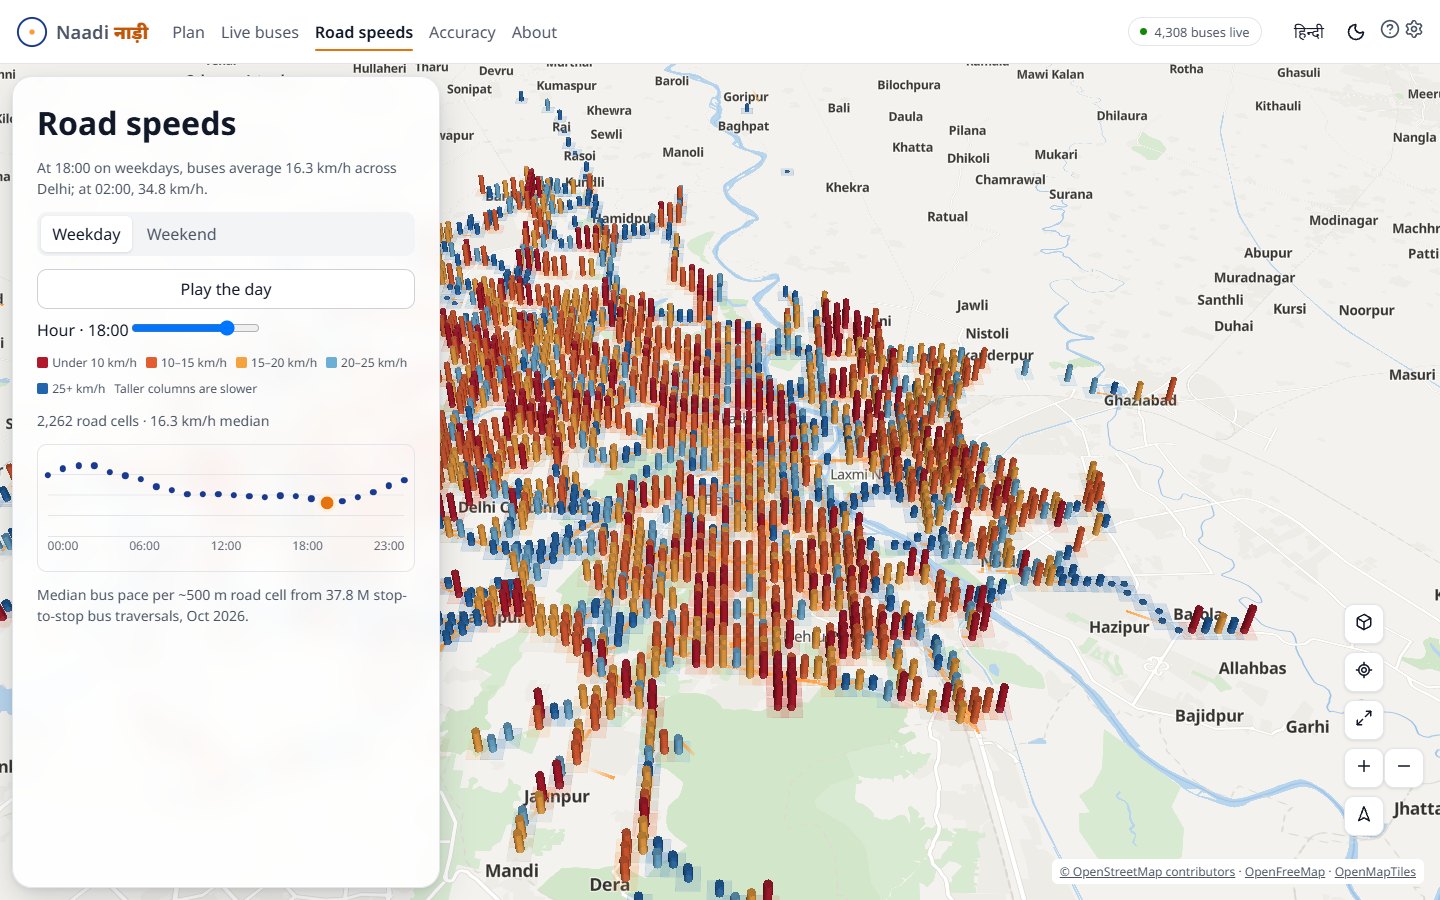 Naadi नाड़ी
Plan
Live buses
Road speeds
Accuracy
About
4,308 buses live
हिन्दी
Road speeds
At 18:00 on weekdays, buses average 16.3 km/h across
Delhi; at 02:00, 34.8 km/h.
Weekday
Weekend
Play the day
Hour · 18:00
Under 10 km/h
10–15 km/h
15–20 km/h
20–25 km/h
25+ km/h
Taller columns are slower
2,262 road cells · 16.3 km/h median
00:00
06:00
12:00
18:00
23:00
Median bus pace per ~500 m road cell from 37.8 M stop-
to-stop bus traversals, Oct 2026.
Hullaheri
Tharu
Devru
Sonipat
Kumaspur
Baroli
Goripur
Baghpat
Khewra
Rai
Sewli
Rasoi
Manoli
Hamidpur
Bali
Bilochpura
Daula
Pilana
Khatta
Dhikoli
Khekra
Ratual
Mawi Kalan
Dhilaura
Mukari
Chamrawal
Surana
Rotha
Ghasuli
Kithauli
Nangla
Modinagar
Abupur
Muradnagar
Santhli
Kursi
Noorpur
Duhai
Masuri
Jawli
Nistoli
Ghaziabad
Hazipur
Allahbas
Bajidpur
Garhi
Mandi
Dera
© OpenStreetMap contributors · OpenFreeMap · OpenMapTiles